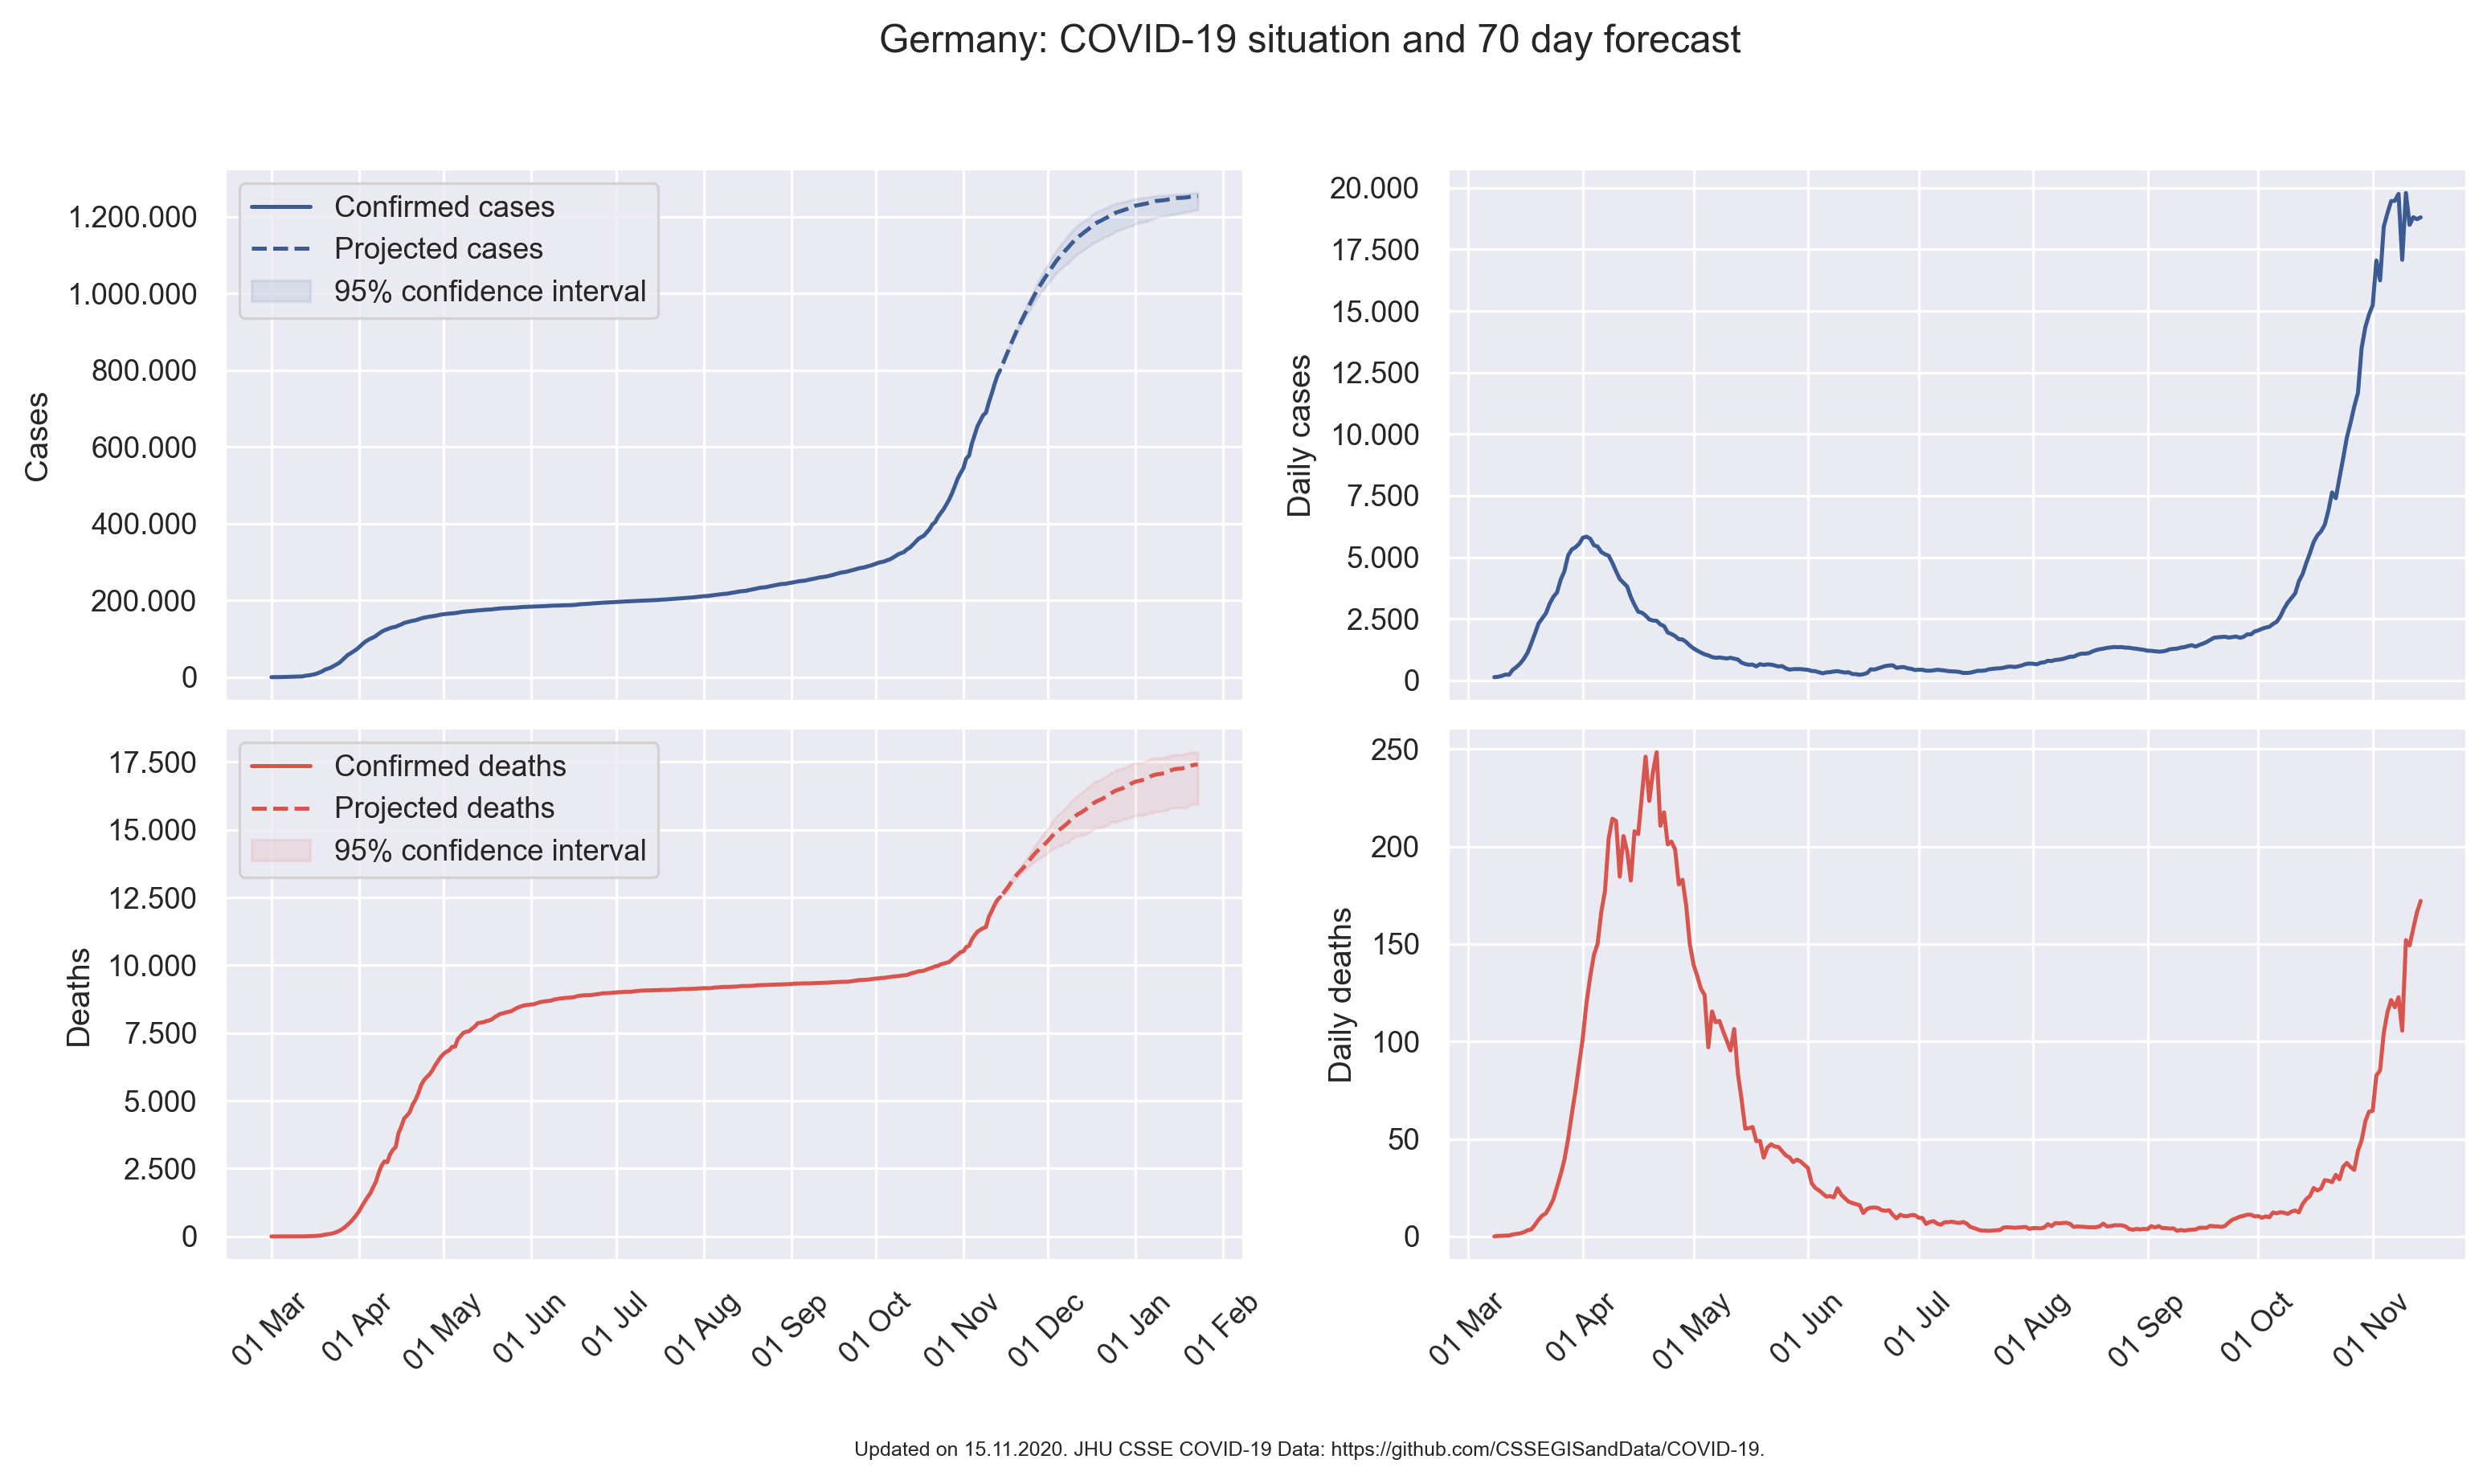 Germany: COVID-19 situation and 70 day forecast
Cases
1.200.000
1.000.000
800.000
600.000
400.000
200.000
0
Confirmed cases
Projected cases
95% confidence interval
Daily cases
20.000
17.500
15.000
12.500
10.000
7.500
5.000
2.500
0
Deaths
17.500
15.000
12.500
10.000
7.500
5.000
2.500
0
Confirmed deaths
Projected deaths
95% confidence interval
01 Mar
01 Apr
01 May
01 Jun
01 Jul
01 Aug
01 Sep
01 Oct
01 Nov
01 Dec
01 Jan
01 Feb
Daily deaths
250
200
150
100
50
0
01 Mar
01 Apr
01 May
01 Jun
01 Jul
01 Aug
01 Sep
01 Oct
01 Nov
Updated on 15.11.2020. JHU CSSE COVID-19 Data: https://github.com/CSSEGISandData/COVID-19.